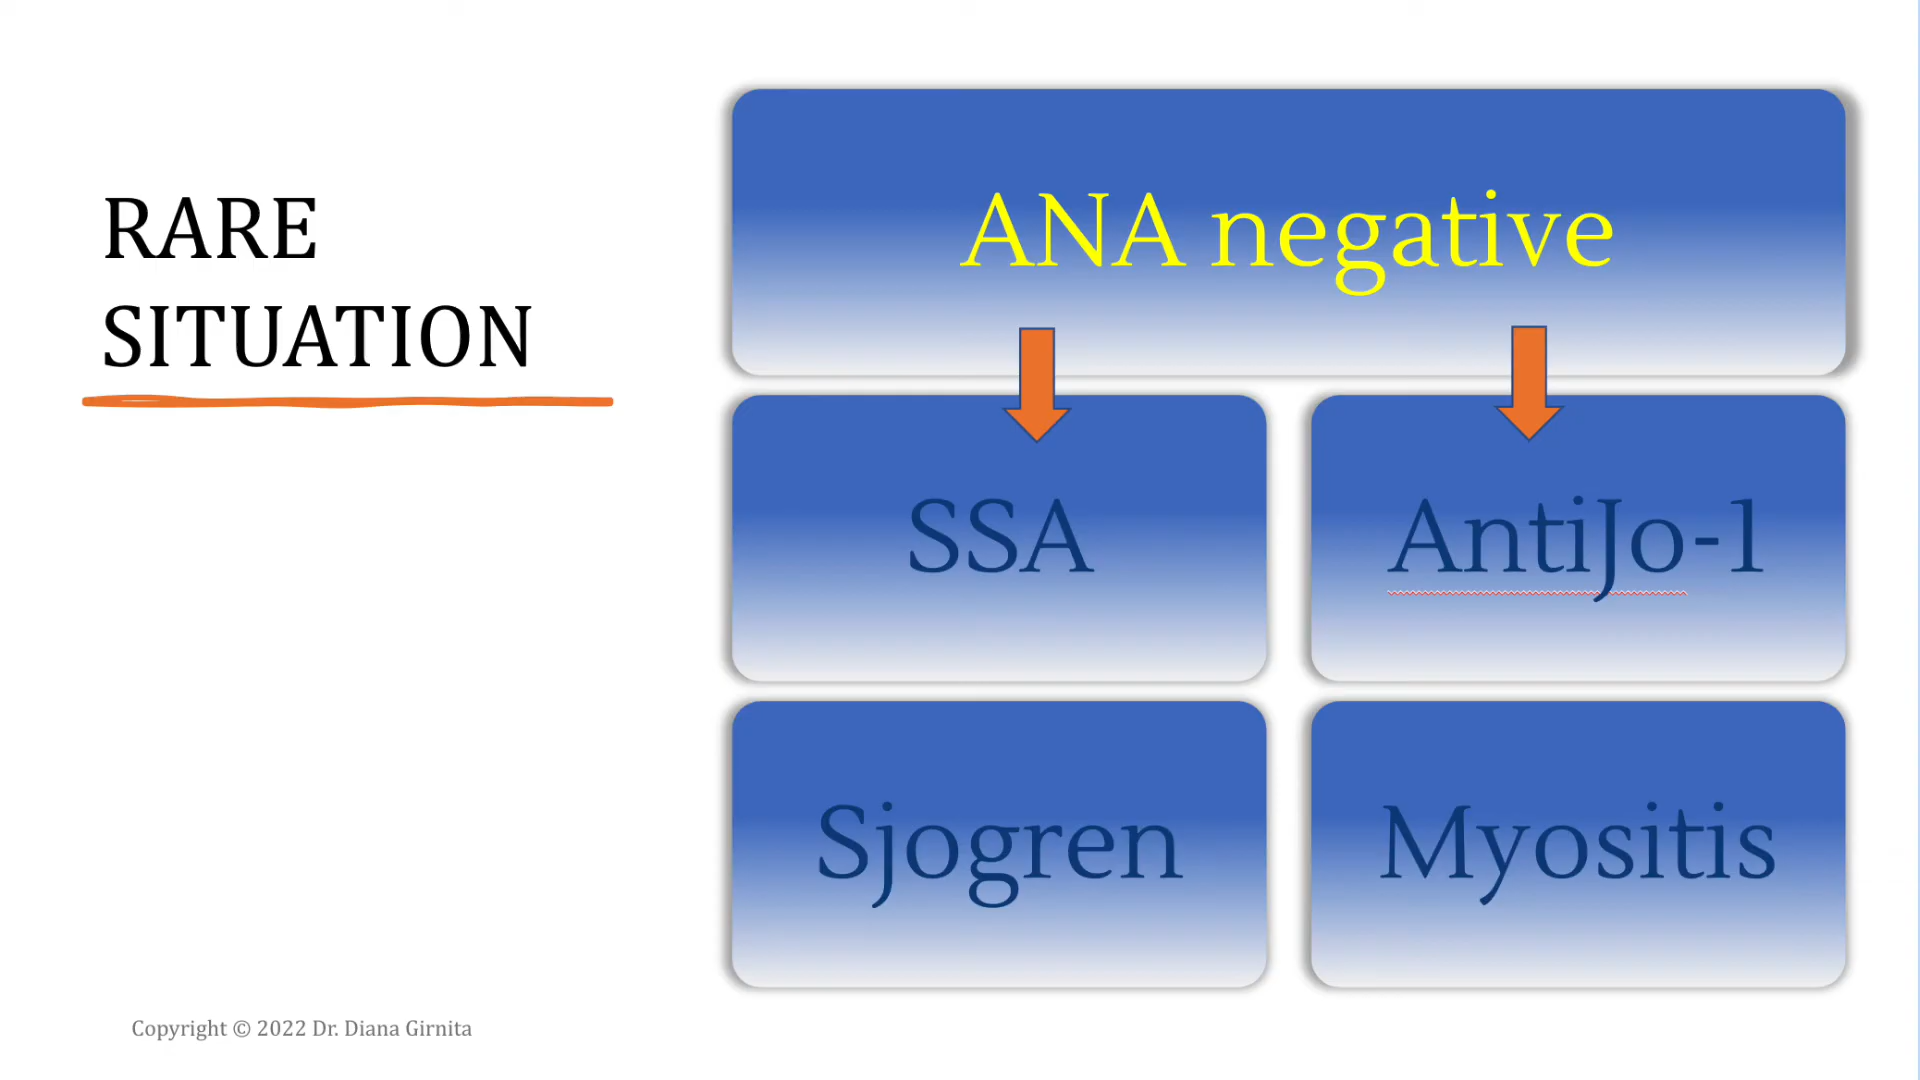 RARE
SITUATION
ANA negative
SSA
AntiJo-1
Sjogren
Myositis
Copyright © 2022 Dr. Diana Girnita